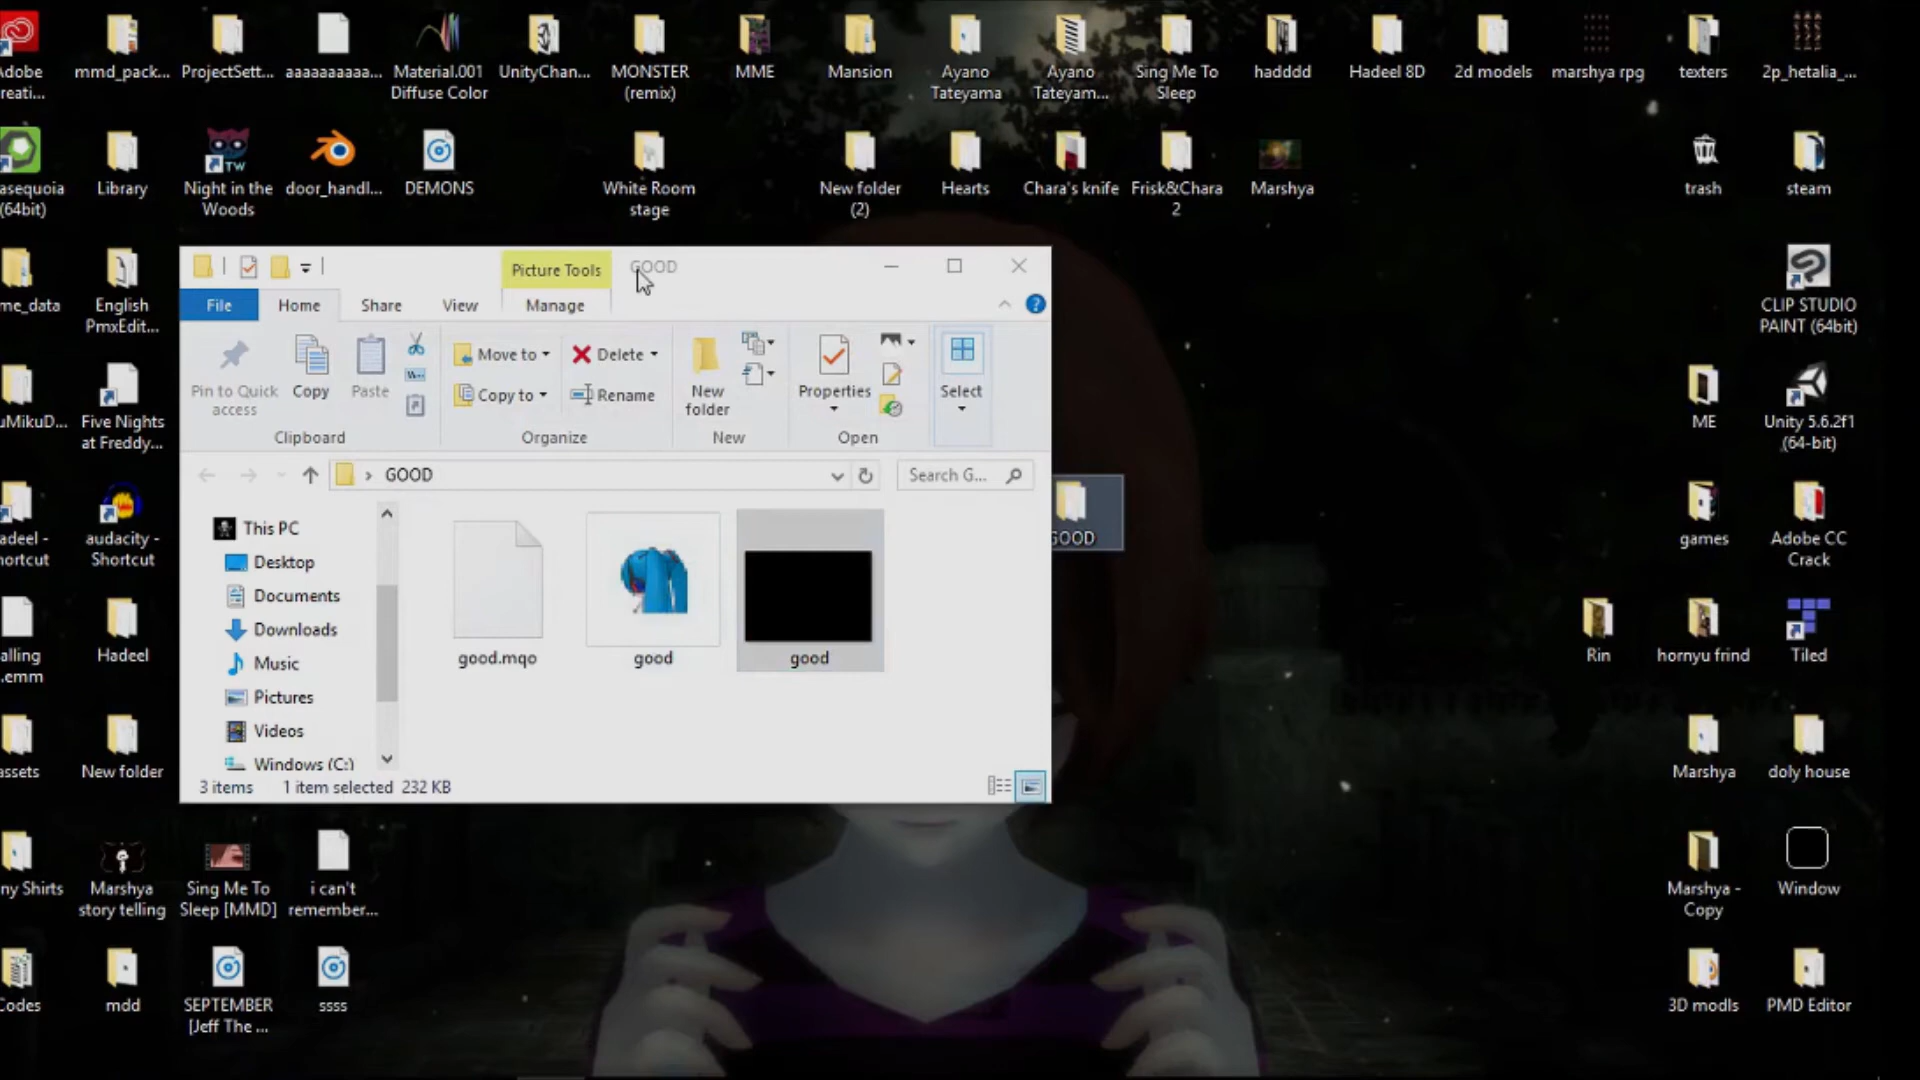 Adobe
mmd_pack...
ProjectSett...
aaaaaaaaaa...
Material.001
UnityChan...
MONSTER
MME
Mansion
Ayano
Ayano
Sing Me To
hadddd
Hadeel 8D
2d models
marshya rpg
texters
2p_hetalia_...
reati...
Diffuse Color
(remix)
Tateyama
Tateyam...
Sleep
asequoia
(64bit)
Library
Night in the
Woods
TW
door_handl...
DEMONS
White Room
stage
New folder
(2)
Hearts
Chara's knife
Frisk&Chara
2
Marshya
trash
steam
me_data
English
PmxEdit...
Picture Tools
GOOD
File
Home
Share
View
Manage
Pin to Quick
access
Copy
Paste
Move to
Copy to
Delete
Rename
New
folder
Properties
Select
Clipboard
Organize
New
Open
GOOD
Search G...
This PC
Desktop
Documents
Downloads
Music
Pictures
Videos
Windows (C:)
good.mqo
good
good
3 items
1 item selected
232 KB
GOOD
CLIP STUDIO
PAINT (64bit)
uMikuD...
Five Nights
at Freddy...
ME
Unity 5.6.2f1
(64-bit)
adeel -
hortcut
audacity -
Shortcut
games
Adobe CC
Crack
alling
.emm
Hadeel
Rin
hornyu frind
Tiled
assets
New folder
Marshya
doly house
ny Shirts
Marshya
story telling
Sing Me To
Sleep [MMD]
i can't
remember...
Marshya -
Copy
Window
Codes
mdd
SEPTEMBER
[Jeff The ...
ssss
3D modls
PMD Editor